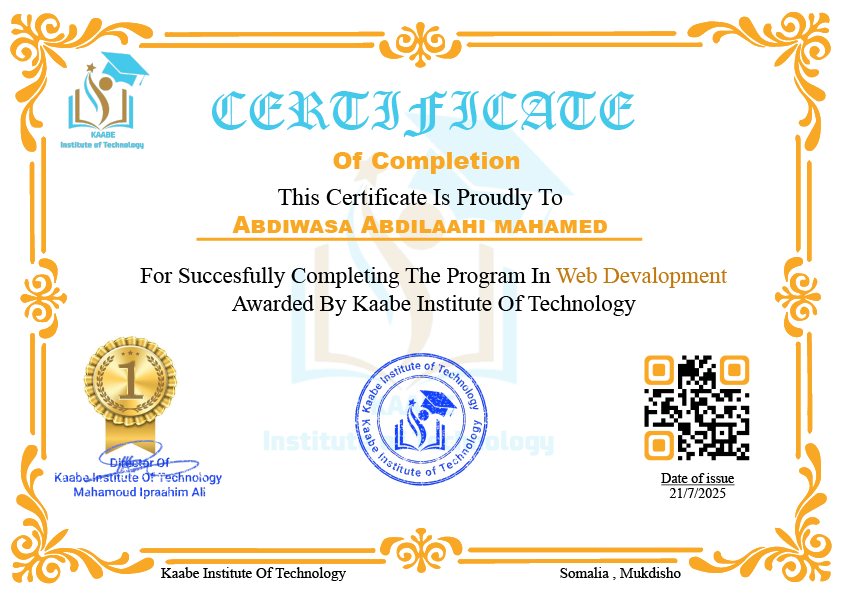 KAABE
Institute of Technology
CERTIFICATE
Of Completion
This Certificate Is Proudly To
ABDIWASA ABDILAAHI MAHAMED
For Succesfully Completing The Program In Web Devalopment
Awarded By Kaabe Institute Of Technology
1
Kaabe Institute of Technology
Kaabe Institute of Technology
Director Of
Kaabe Institute Of Technology
Mahamoud Ipraahim Ali
Date of issue
21/7/2025
Kaabe Institute Of Technology
Somalia , Mukdisho